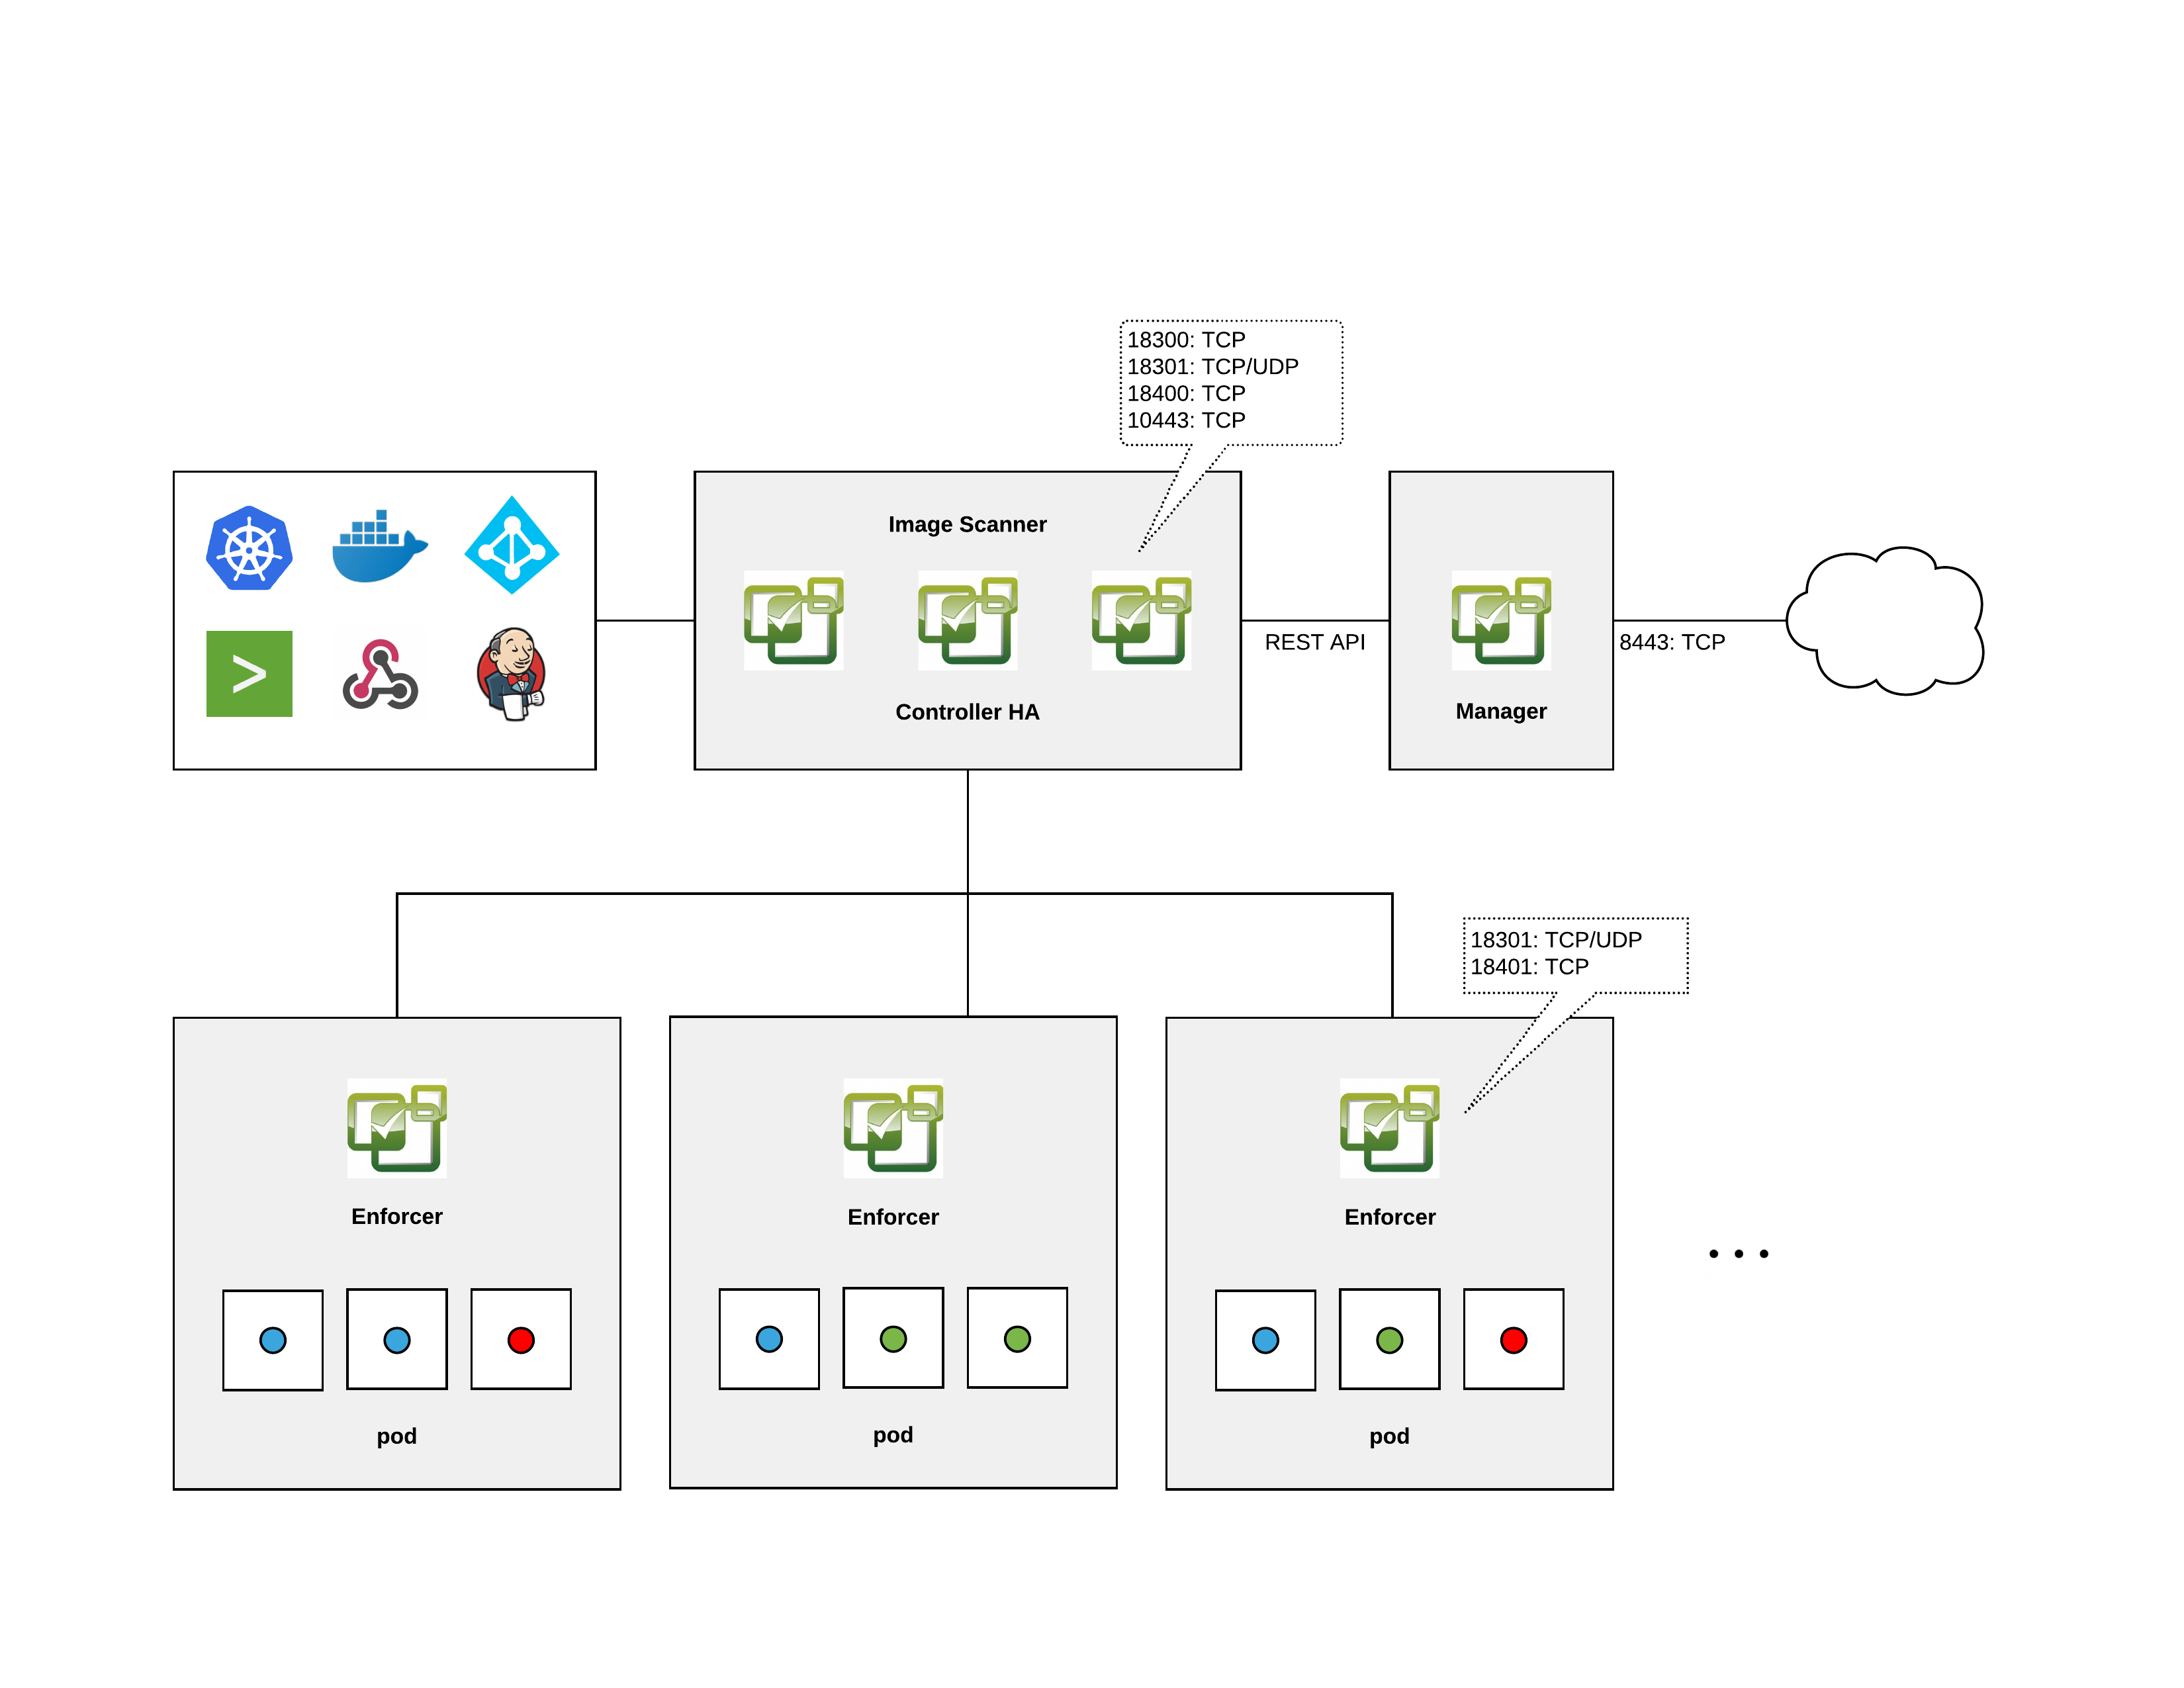 18300: TCP
18301: TCP/UDP
18400: TCP
10443: TCP
Image Scanner
Controller HA
REST API
Manager
8443: TCP
>
18301: TCP/UDP
18401: TCP
Enforcer
Enforcer
Enforcer
...
pod
pod
pod